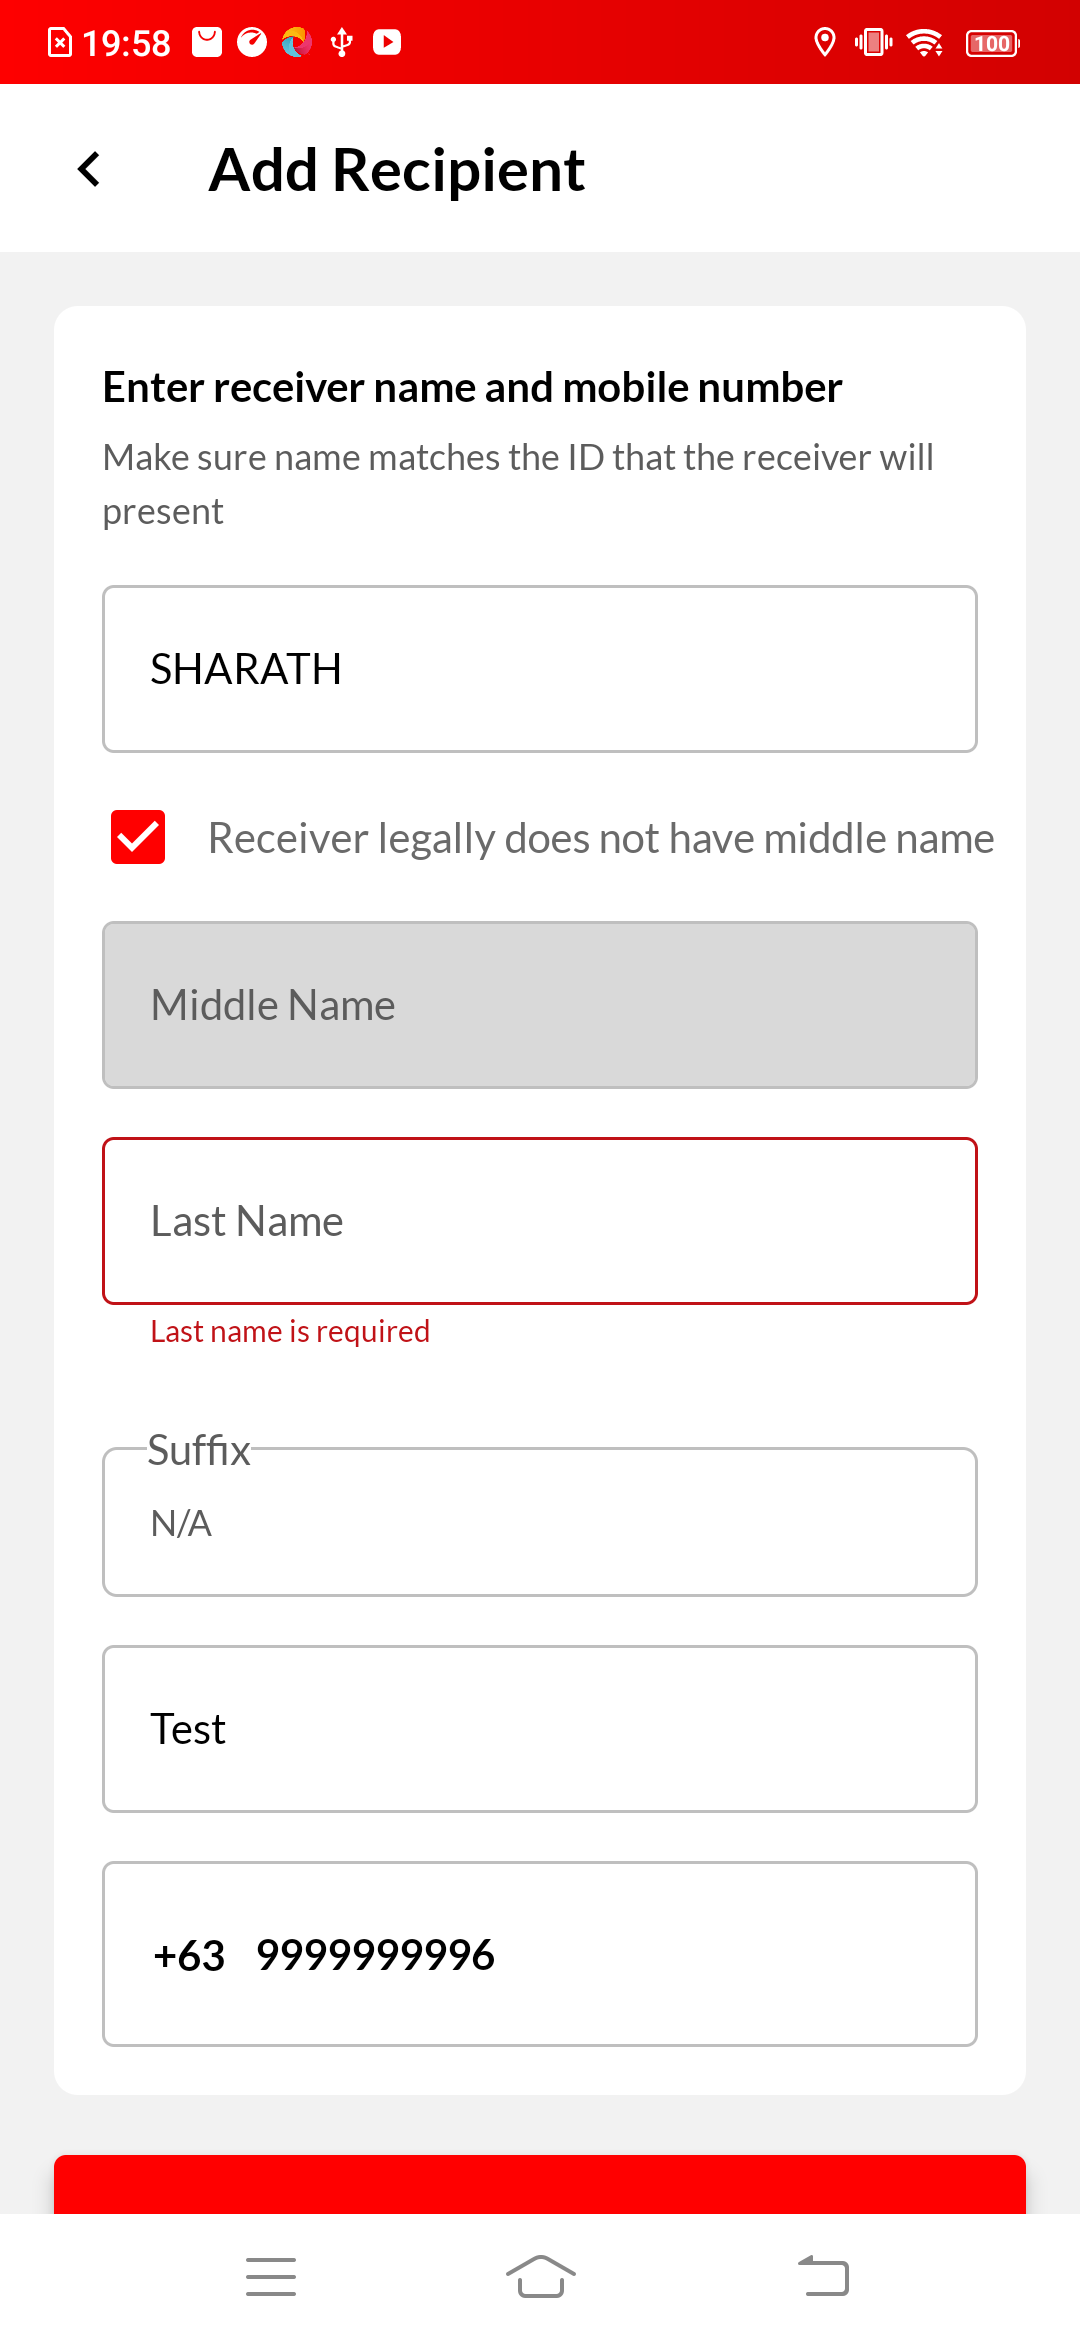 19:58
100
Add Recipient
Enter receiver name and mobile number
Make sure name matches the ID that the receiver will
present
SHARATH
Receiver legally does not have middle name
Middle Name
Last Name
Last name is required
Suffix
N/A
Test
+63 9999999996